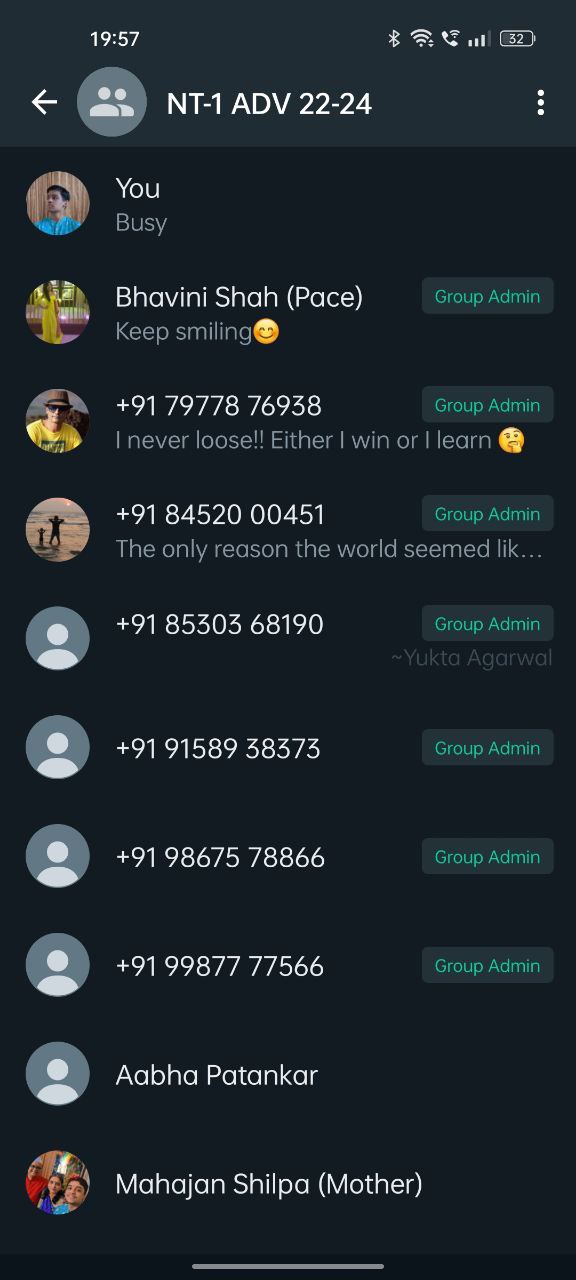 19:57
32
NT-1 ADV 22-24
You
Busy
Bhavini Shah (Pace)
Group Admin
Keep smiling😊
+91 79778 76938
Group Admin
I never loose!! Either I win or I learn 🤔
+91 84520 00451
Group Admin
The only reason the world seemed lik...
+91 85303 68190
Group Admin
~Yukta Agarwal
+91 91589 38373
Group Admin
+91 98675 78866
Group Admin
+91 99877 77566
Group Admin
Aabha Patankar
Mahajan Shilpa (Mother)